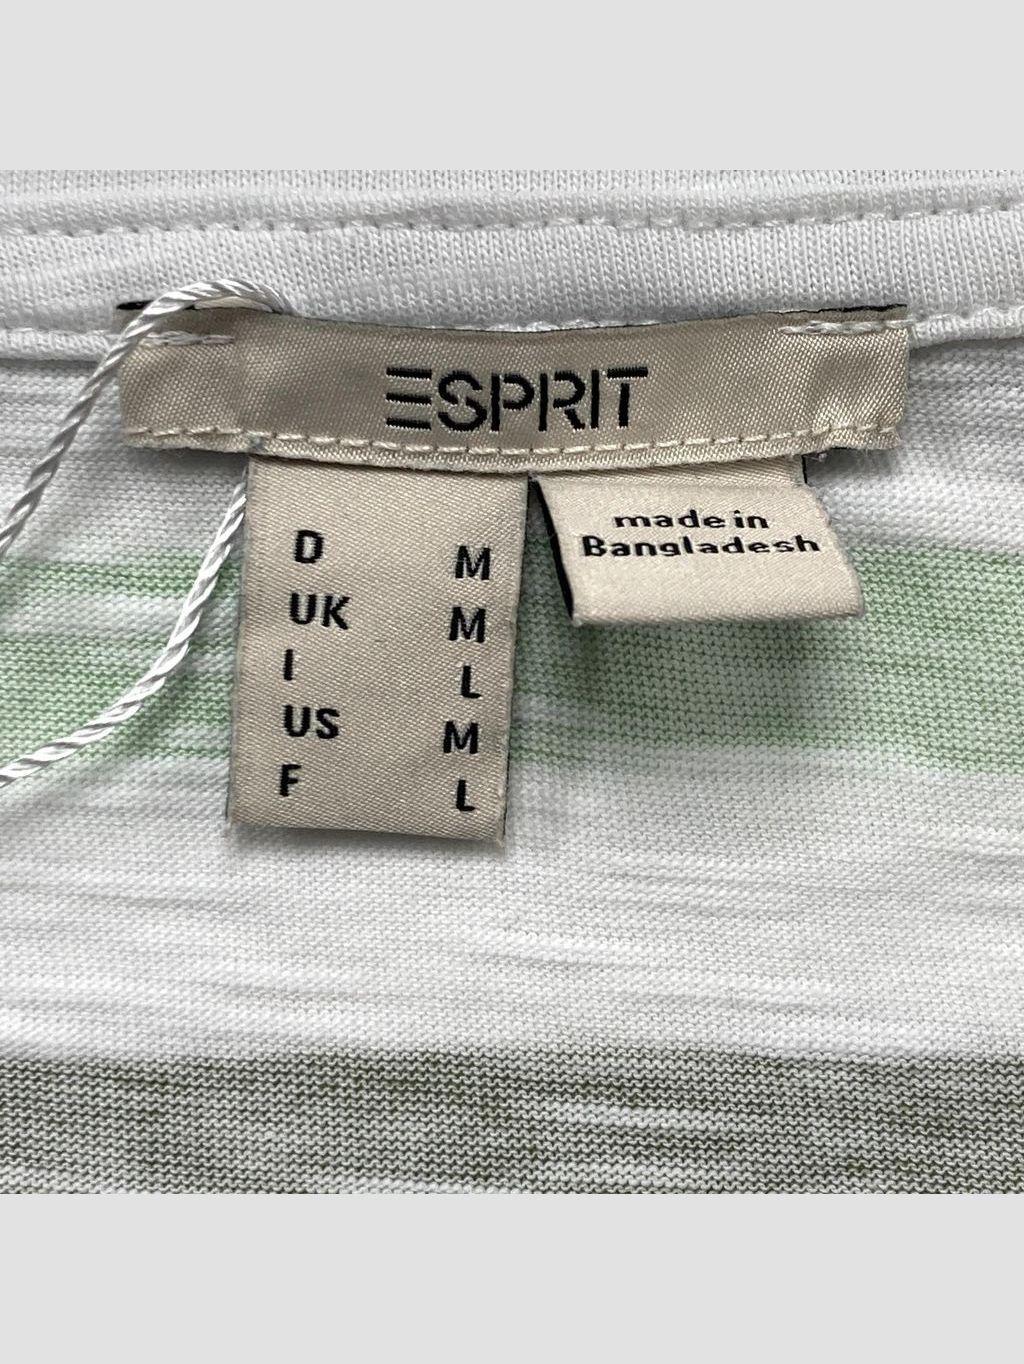 ESPRIT
D M
UK M
I L
US M
F L
made in
Bangladesh